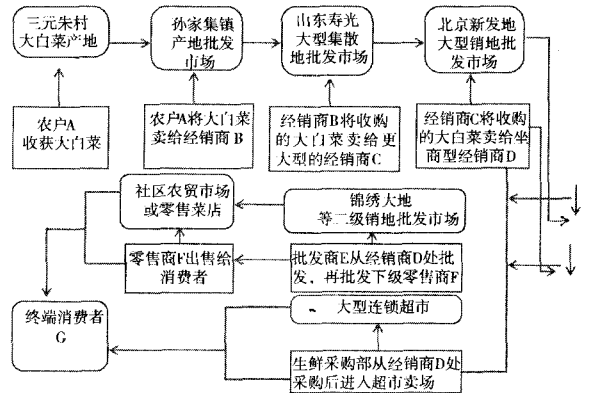 三元朱村
大白菜产地
孙家集镇
产地批发
市场
山东寿光
大型集散
地批发市场
北京新发地
大型销地批
发市场
农户A
收获大白菜
农户A将大白菜
卖给经销商B
经销商B将收购
的大白菜卖给更
大型的经销商C
经销商C将收购
的大白菜卖给坐
商型经销商D
社区农贸市场
或零售菜店
锦绣大地
等二级销地批发市场
零售商F出售给
消费者
批发商E从经销商D处批
发、再批发下级零售商F
终端消费者
G
大型连锁超市
生鲜采购部从经销商D处
采购后进入超市卖场